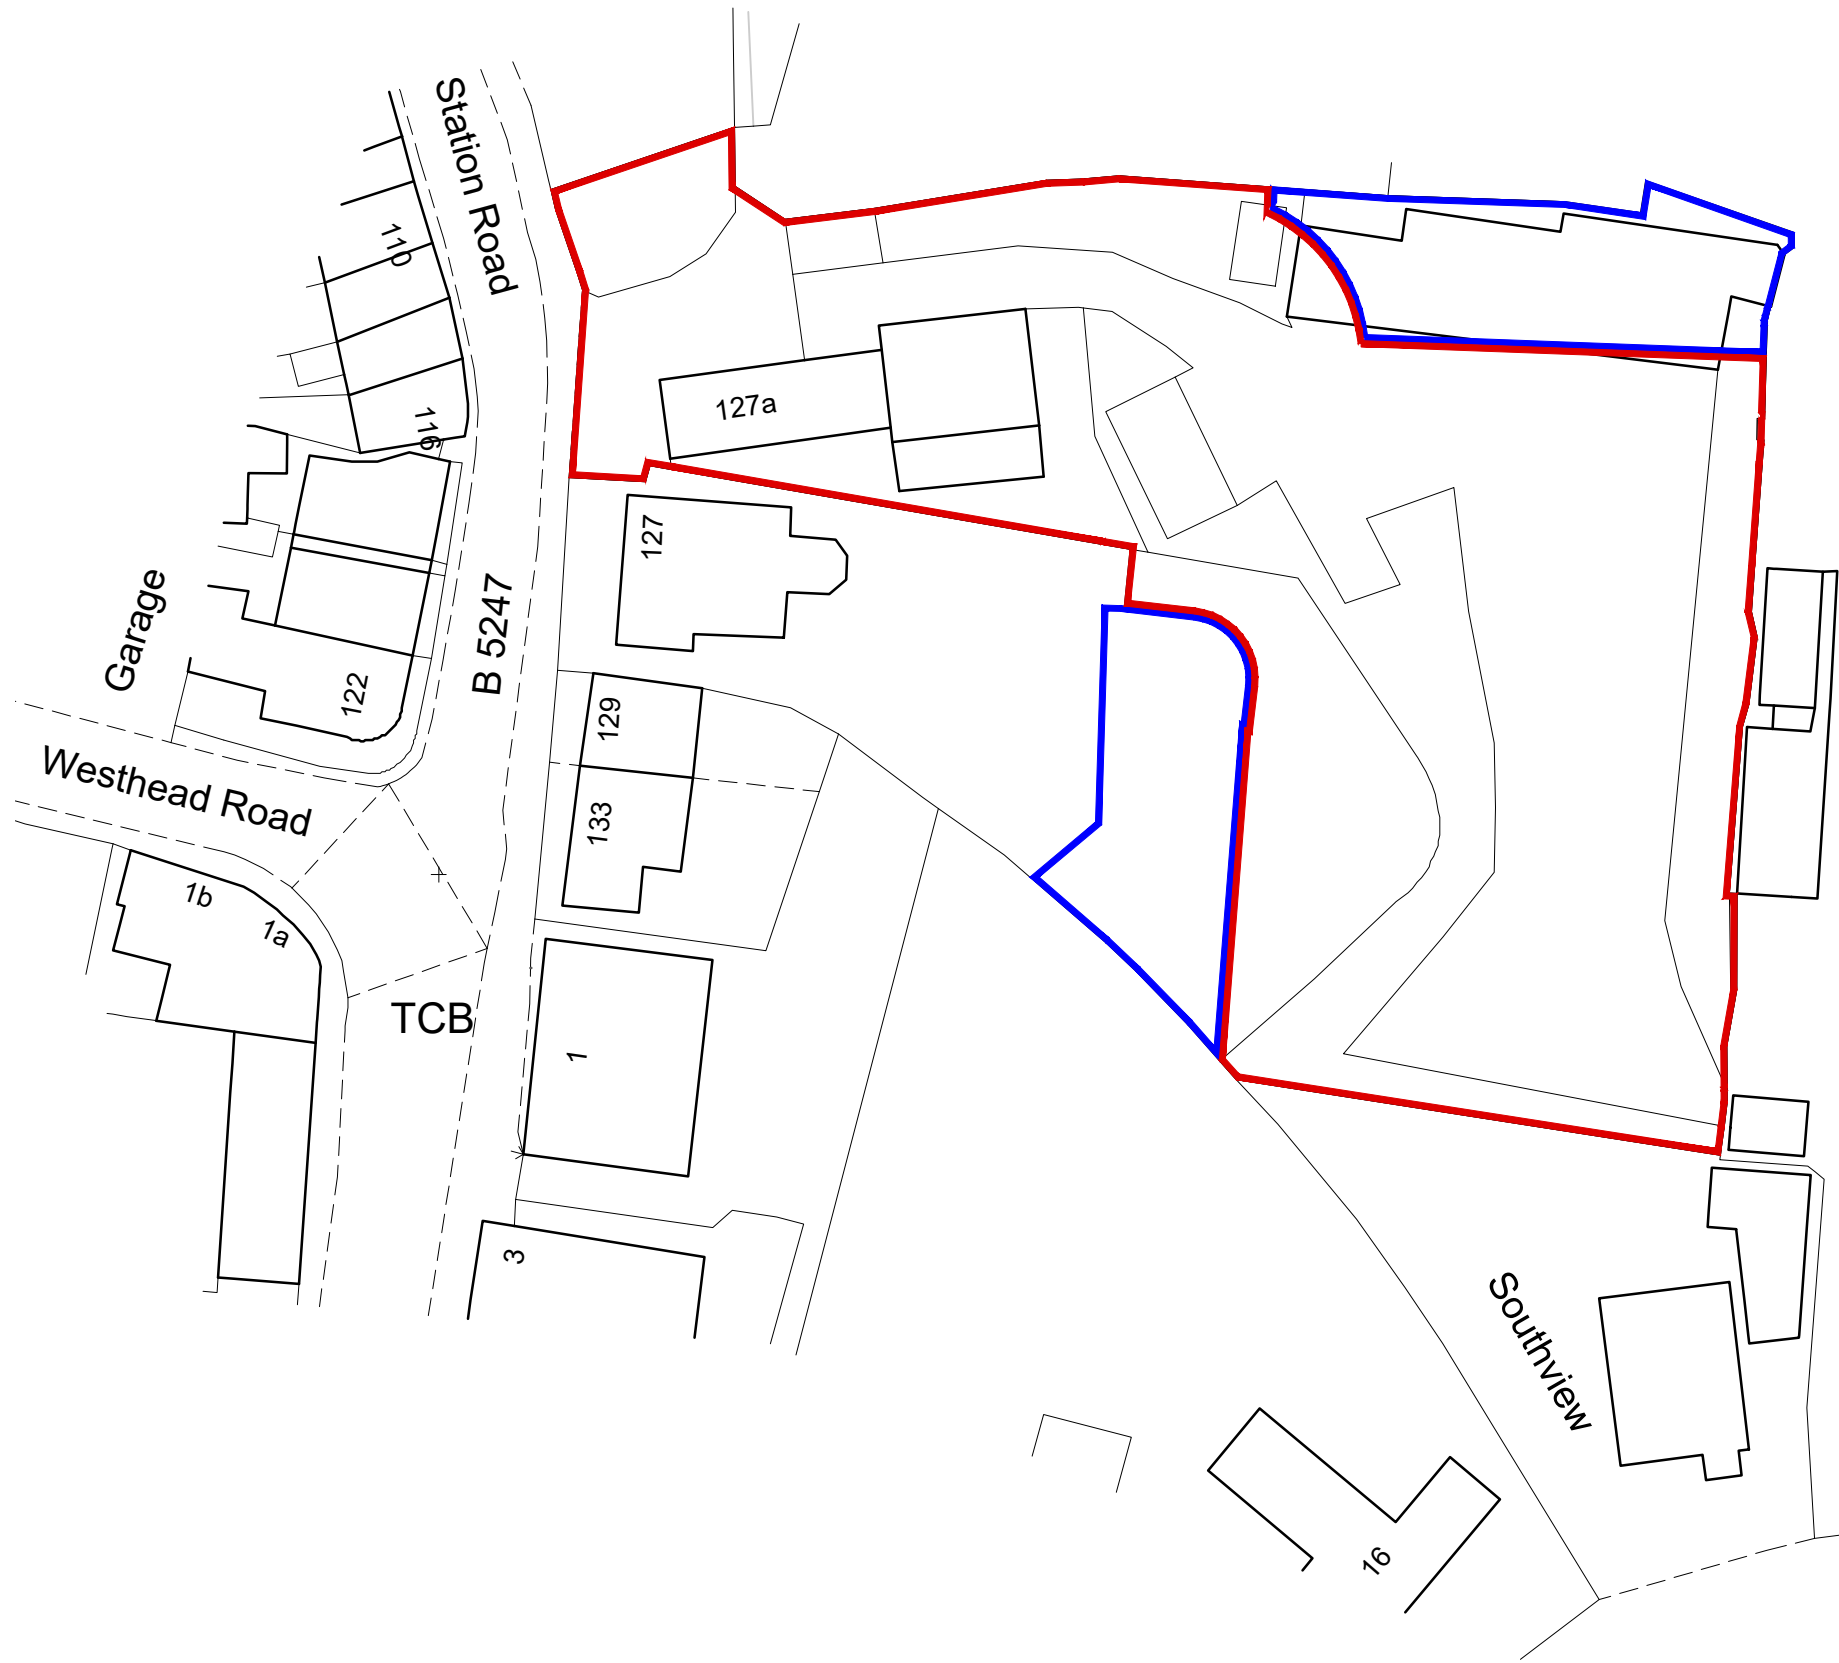 Station Road
110
116
127a
127
B 5247
Garage
122
129
Westhead Road
133
1b
1a
TCB
1
3
Southview
16